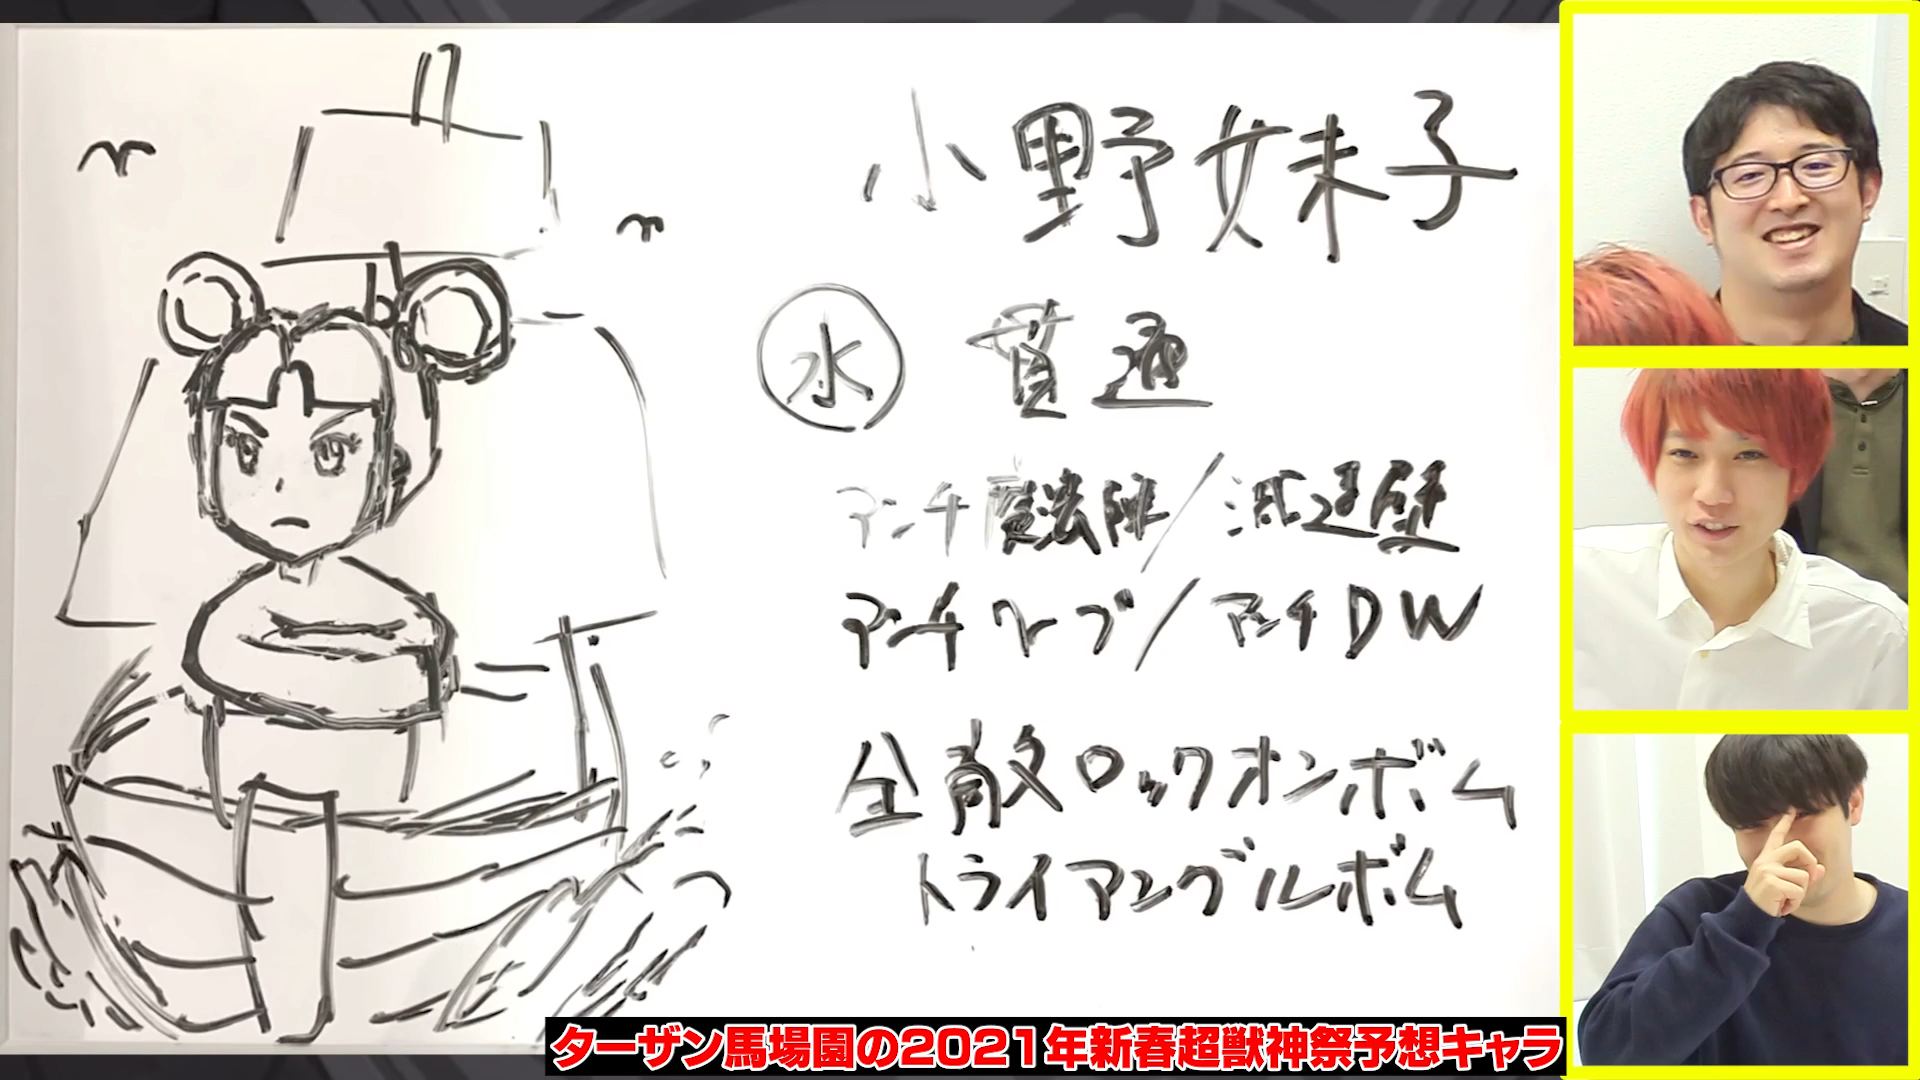 小野妹子
水 貫通
アンチ魔法陣/減速壁
アンチワープ/アンチDW
全敵ロックオンボム
トライアングルボム
ターザン馬場園の2021年新春超獣神祭予想キャラ